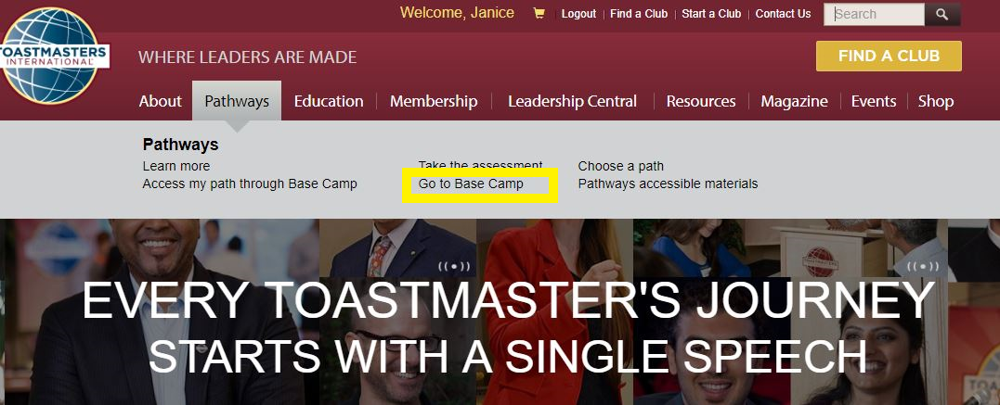 Welcome, Janice Logout Find a Club Start a Club Contact Us Search
TOASTMASTERS
INTERNATIONAL
WHERE LEADERS ARE MADE
FIND A CLUB
About Pathways Education Membership Leadership Central Resources Magazine Events Shop
Pathways
Learn more Take the assessment Choose a path
Access my path through Base Camp Go to Base Camp Pathways accessible materials
EVERY TOASTMASTER'S JOURNEY
STARTS WITH A SINGLE SPEECH